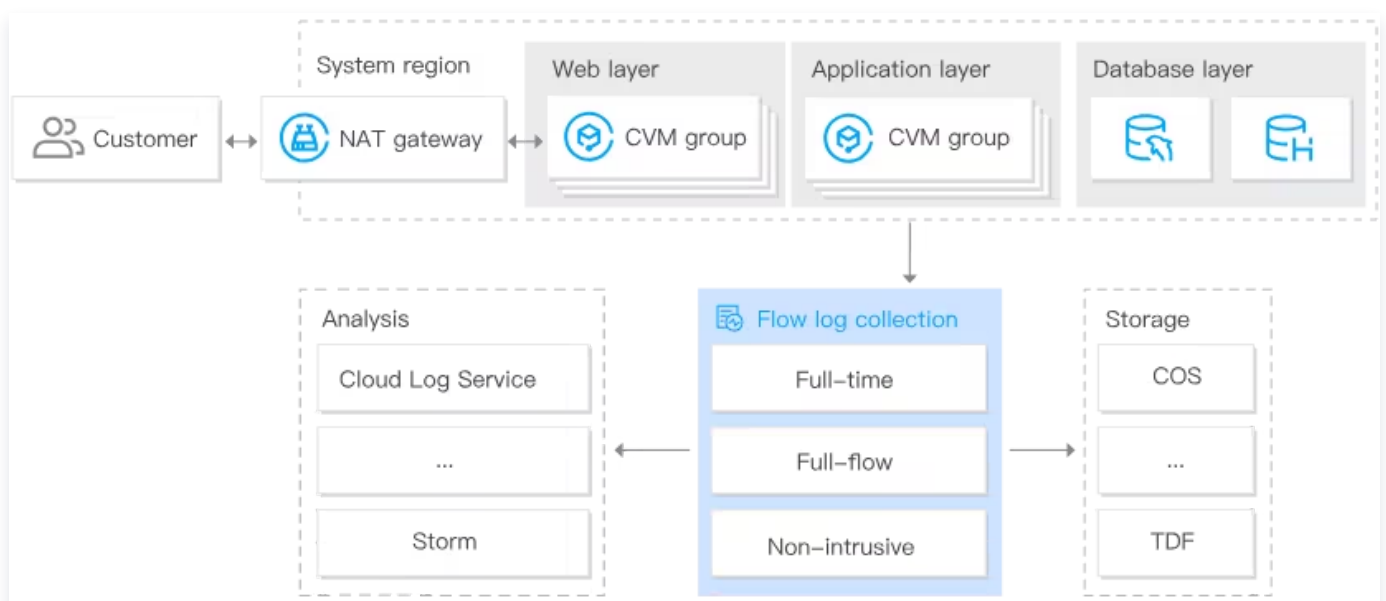 System region
Web layer
Application layer
Database layer
Customer
NAT gateway
CVM group
CVM group
Analysis
Cloud Log Service
...
Storm
Flow log collection
Full-time
Full-flow
Non-intrusive
Storage
COS
...
TDF